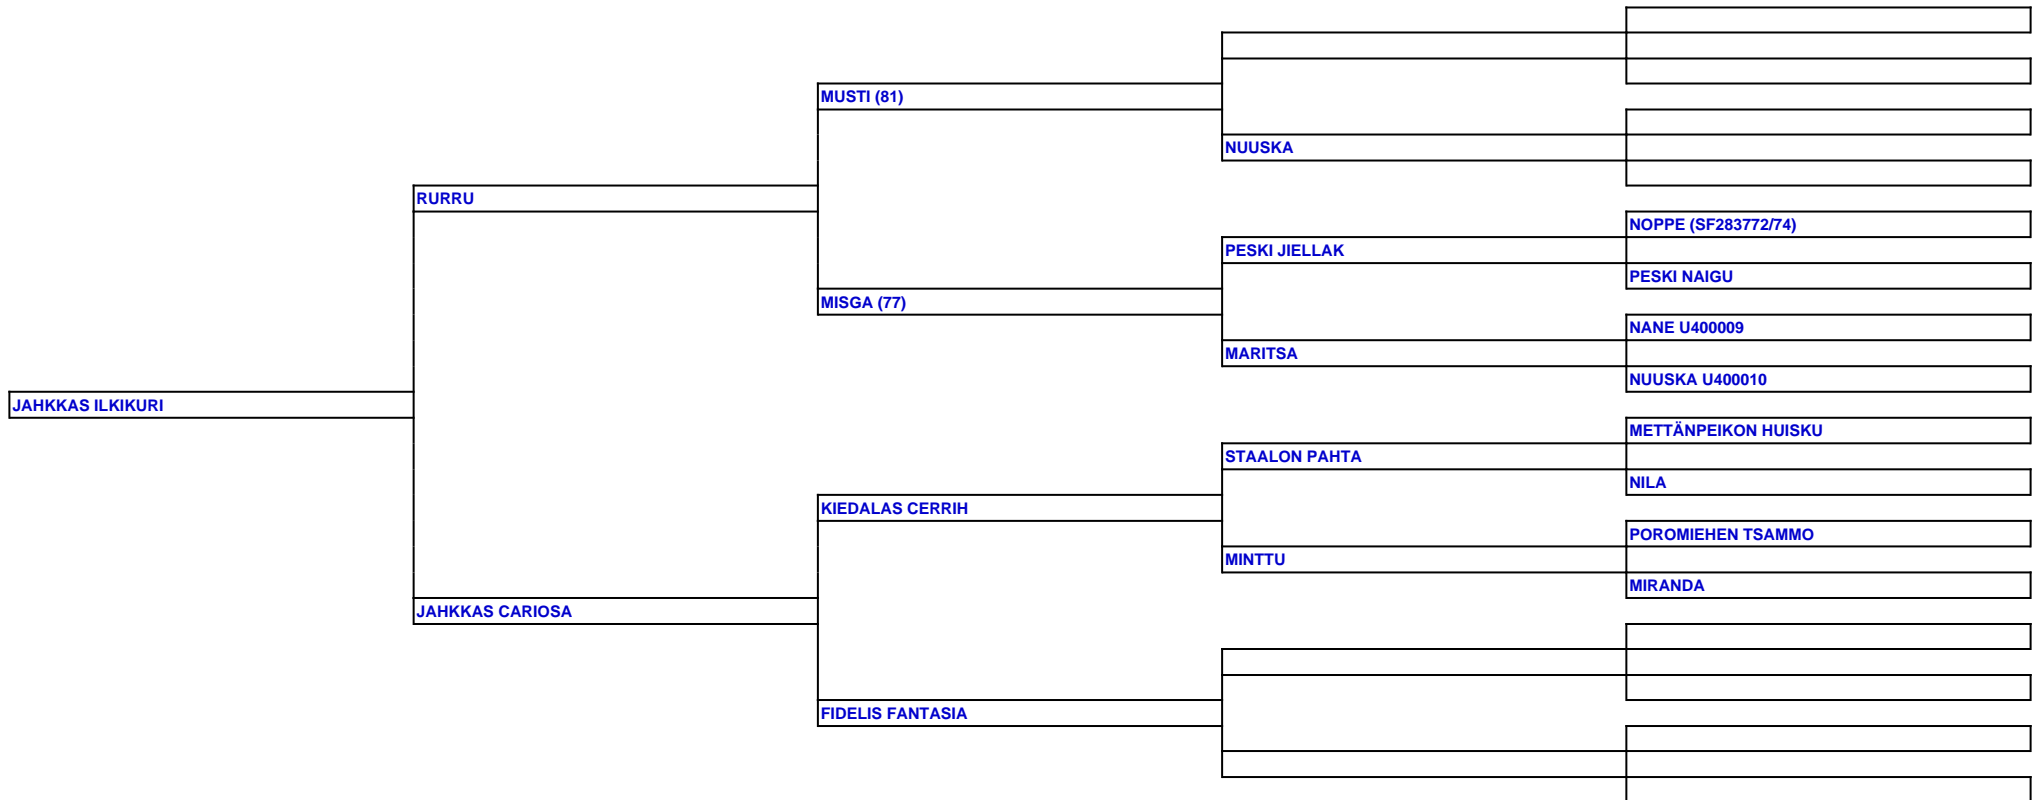 MUSTI (81)
NUUSKA
RURRU
NOPPE (SF283772/74)
PESKI JIELLAK
PESKI NAIGU
MISGA (77)
NANE U400009
MARITSA
NUUSKA U400010
JAHKKAS ILKIKURI
METTÄNPEIKON HUISKU
STAALON PAHTA
NILA
KIEDALAS CERRIH
POROMIEHEN TSAMMO
MINTTU
MIRANDA
JAHKKAS CARIOSA
FIDELIS FANTASIA